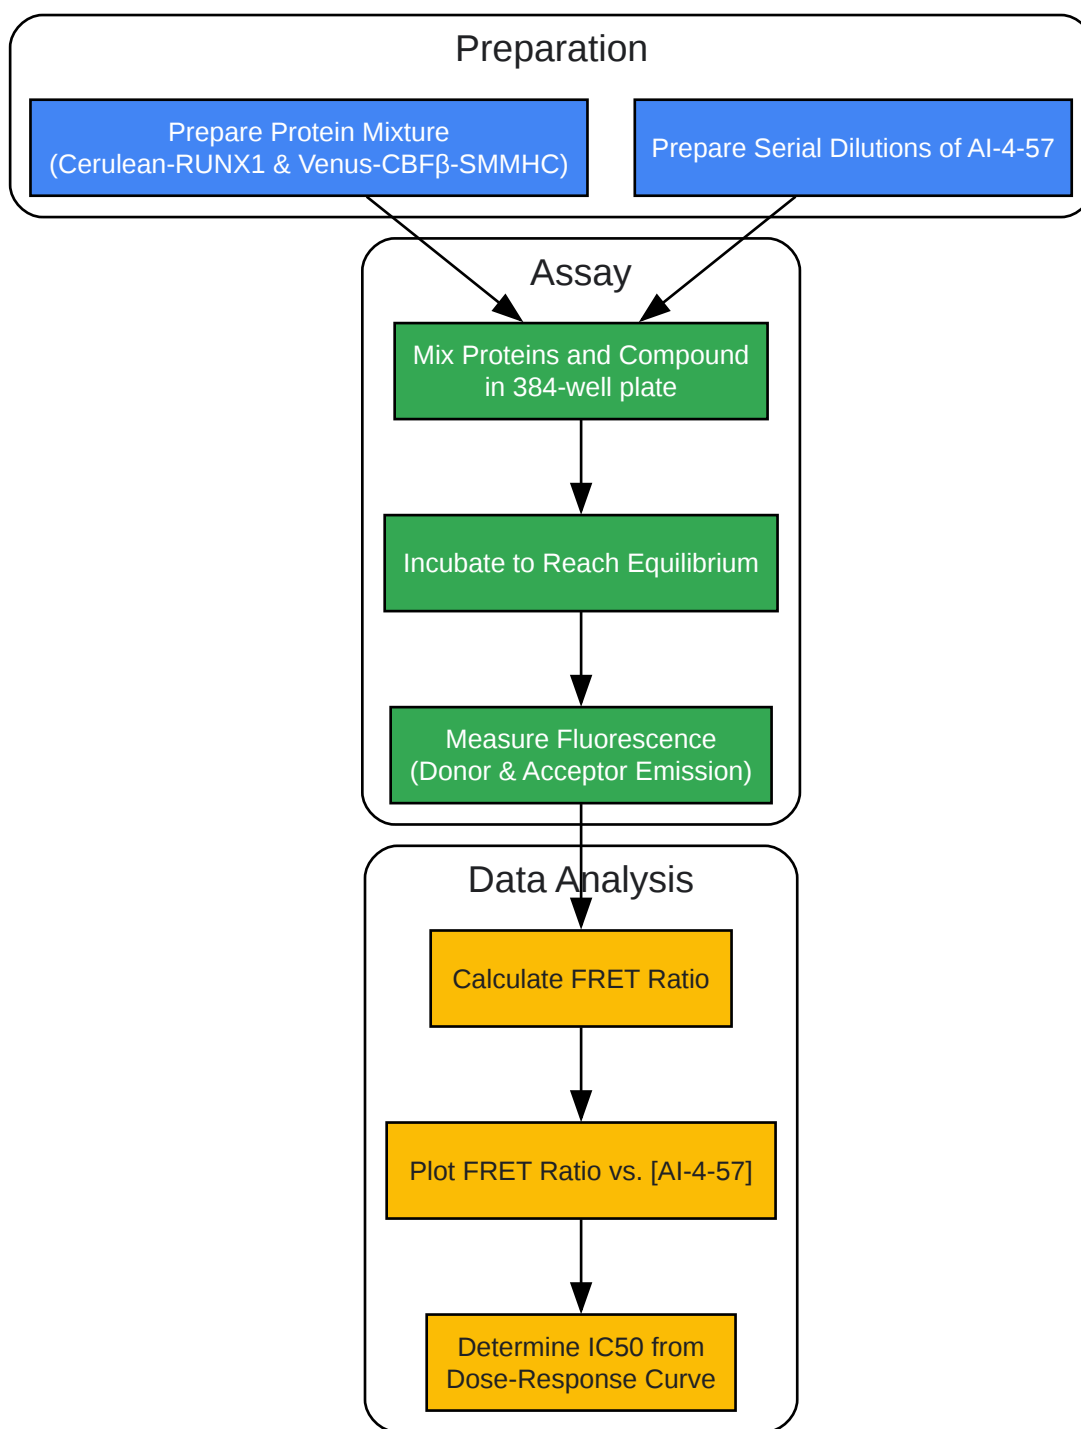 Preparation
Prepare Protein Mixture
(Cerulean-RUNX1 & Venus-CBFβ-SMMHC)
Prepare Serial Dilutions of AI-4-57
Assay
Mix Proteins and Compound
in 384-well plate
Incubate to Reach Equilibrium
Measure Fluorescence
(Donor & Acceptor Emission)
Data Analysis
Calculate FRET Ratio
Plot FRET Ratio vs. [AI-4-57]
Determine IC50 from
Dose-Response Curve